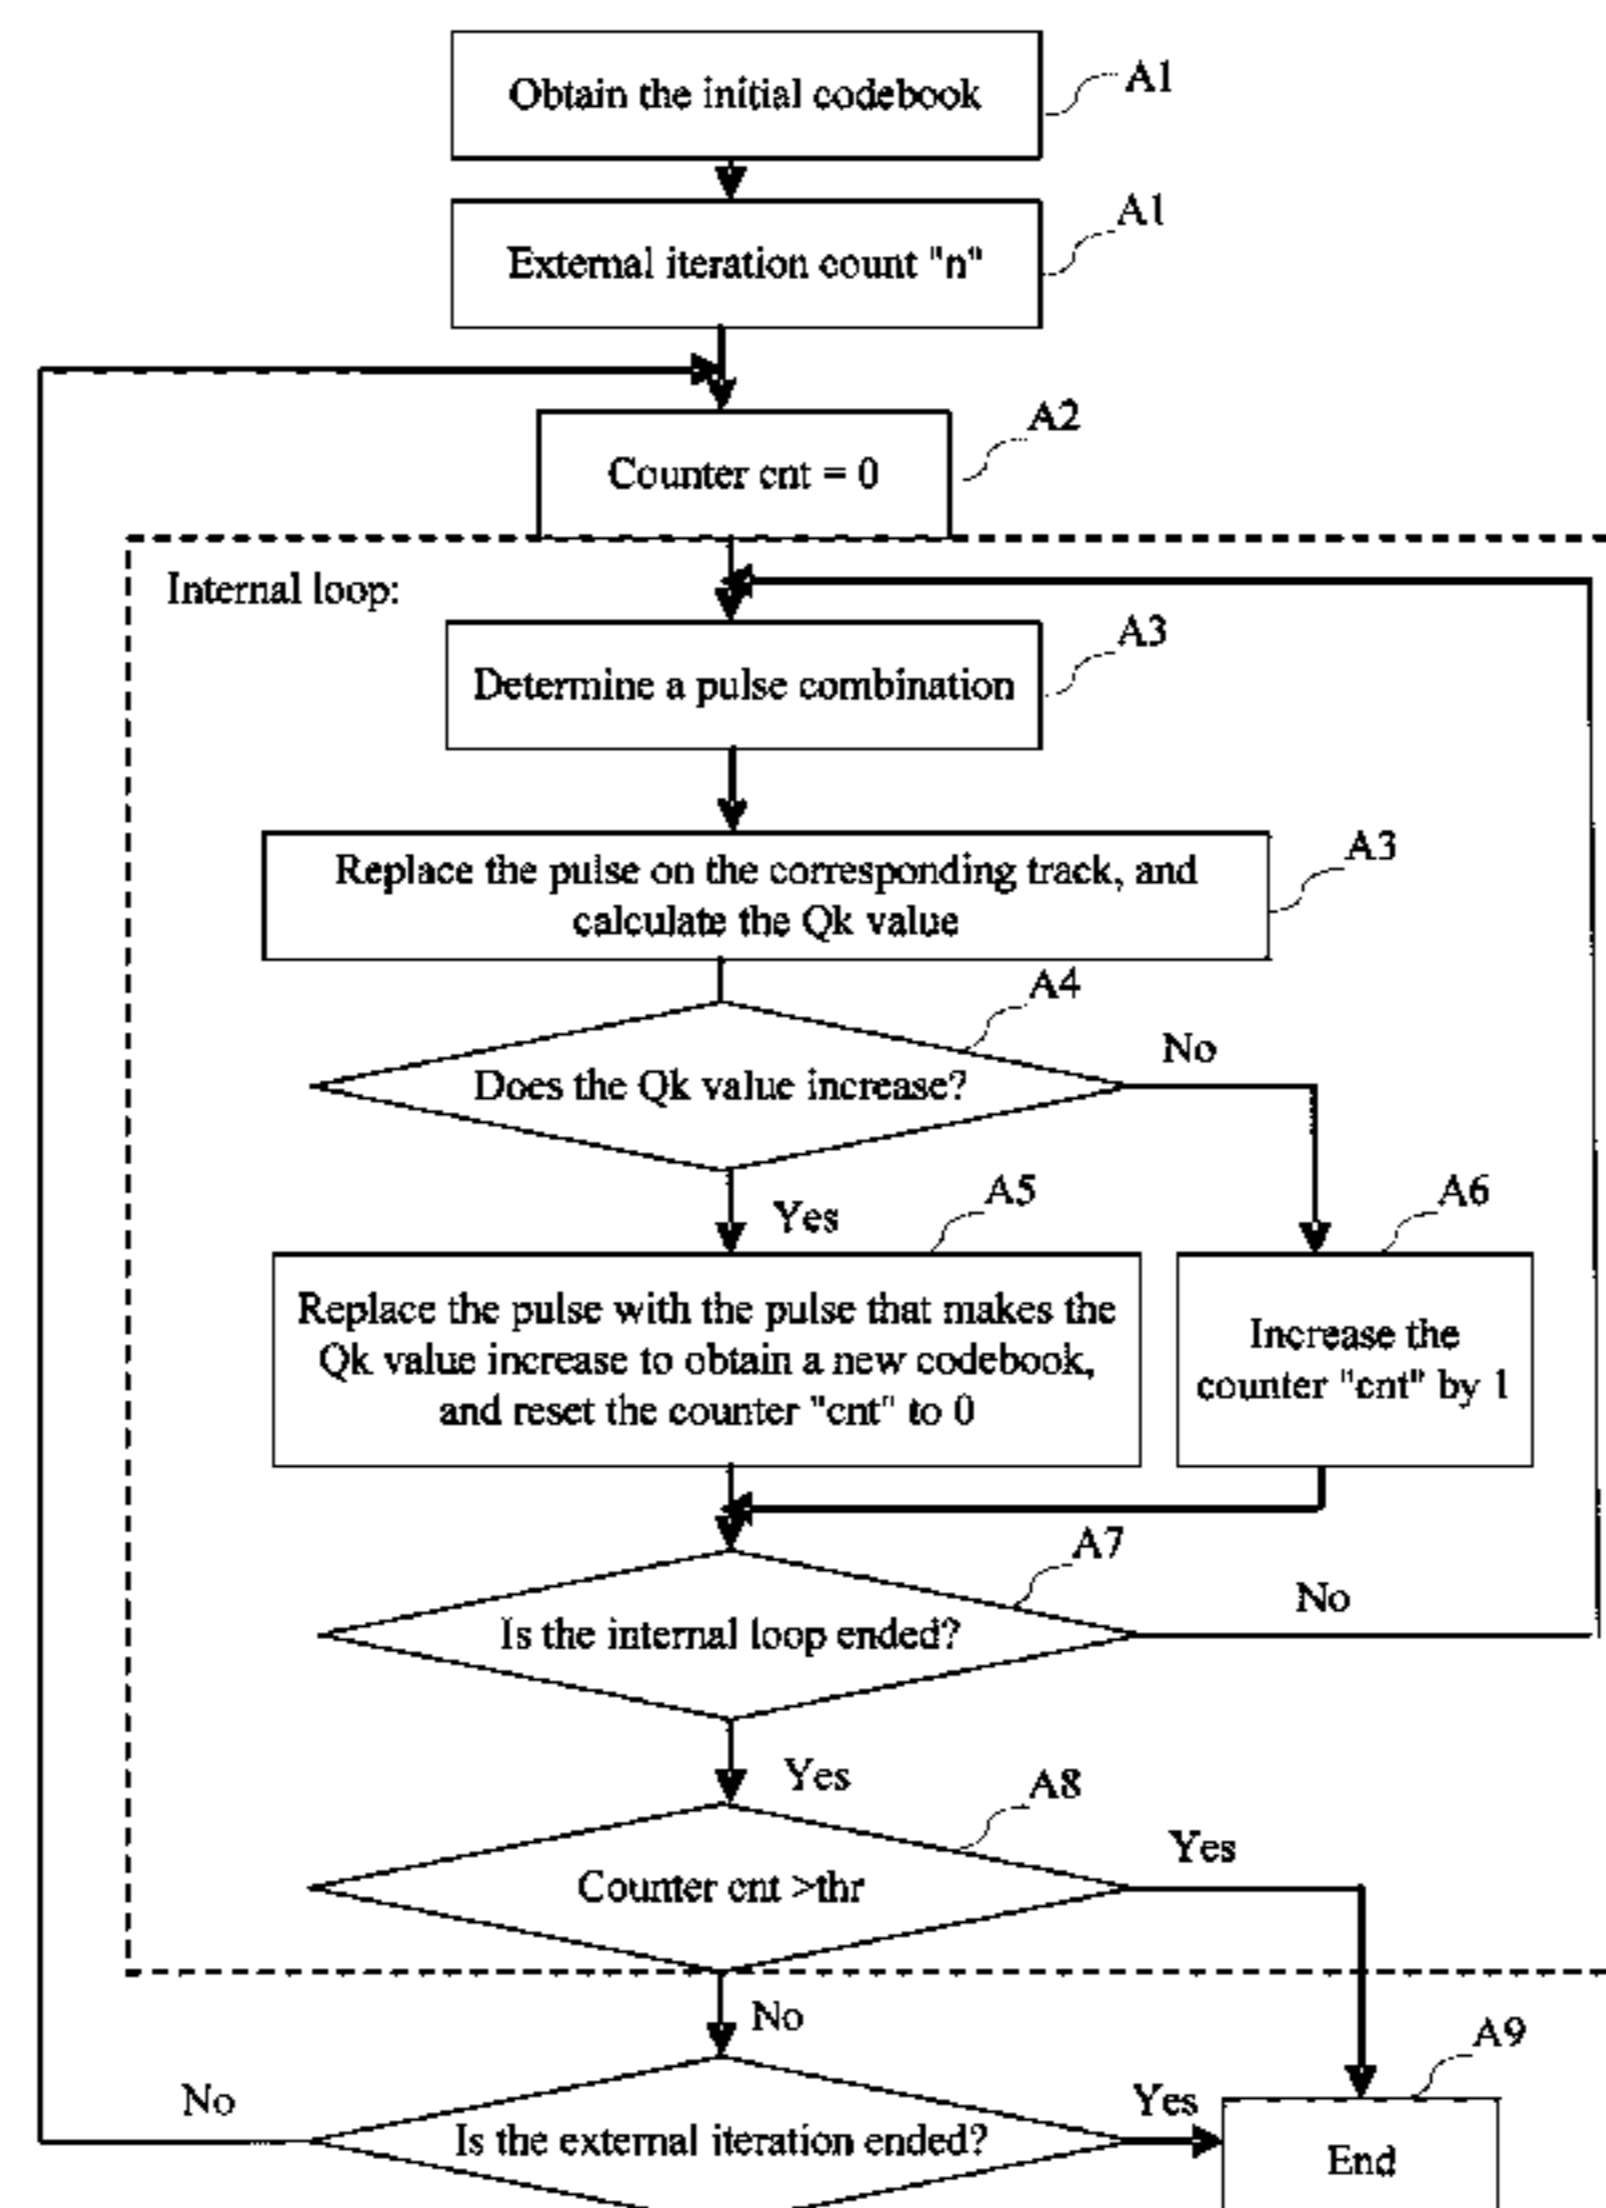 Obtain the initial codebook
A1
External iteration count "n"
A1
Counter cnt = 0
A2
Internal loop:
Determine a pulse combination
A3
Replace the pulse on the corresponding track, and
calculate the Qk value
A3
Does the Qk value increase?
A4
No
Yes
Replace the pulse with the pulse that makes the
Qk value increase to obtain a new codebook,
and reset the counter "cnt" to 0
A5
Increase the
counter "cnt" by 1
A6
Is the internal loop ended?
A7
No
Yes
Counter cnt >thr
A8
Yes
No
Is the external iteration ended?
No
Yes
End
A9